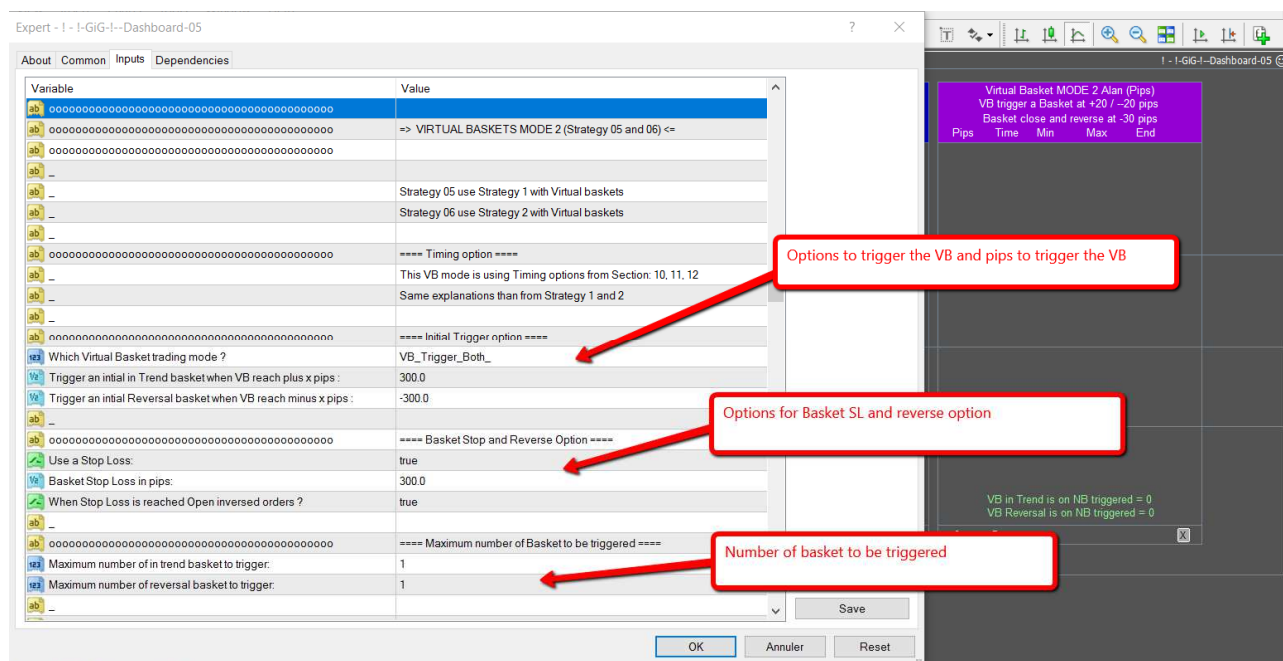 Expert - ! - !-GiG-!--Dashboard-05
? ×
About Common Inputs Dependencies
Variable Value
ooooooooooooooooooooooooooooooooooooooooooo
ooooooooooooooooooooooooooooooooooooooooooo => VIRTUAL BASKETS MODE 2 (Strategy 05 and 06) <=
ooooooooooooooooooooooooooooooooooooooooooo
_
_ Strategy 05 use Strategy 1 with Virtual baskets
_ Strategy 06 use Strategy 2 with Virtual baskets
_
ooooooooooooooooooooooooooooooooooooooooooo ==== Timing option ====
_ This VB mode is using Timing options from Section: 10, 11, 12
_ Same explanations than from Strategy 1 and 2
_
ooooooooooooooooooooooooooooooooooooooooooo ==== Initial Trigger option ====
Which Virtual Basket trading mode ? VB_Trigger_Both_
Trigger an intial in Trend basket when VB reach plus x pips : 300.0
Trigger an intial Reversal basket when VB reach minus x pips : -300.0
_
ooooooooooooooooooooooooooooooooooooooooooo ==== Basket Stop and Reverse Option ====
Use a Stop Loss: true
Basket Stop Loss in pips: 300.0
When Stop Loss is reached Open inversed orders ? true
_
ooooooooooooooooooooooooooooooooooooooooooo ==== Maximum number of Basket to be triggered ====
Maximum number of in trend basket to trigger: 1
Maximum number of reversal basket to trigger: 1
_
Save
OK Annuler Reset
Options to trigger the VB and pips to trigger the VB
Options for Basket SL and reverse option
Number of basket to be triggered
! - !-GiG-!--Dashboard-05
Virtual Basket MODE 2 Alan (Pips)
VB trigger a Basket at +20 / --20 pips
Basket close and reverse at -30 pips
Pips Time Min Max End
VB in Trend is on NB triggered = 0
VB Reversal is on NB triggered = 0
X